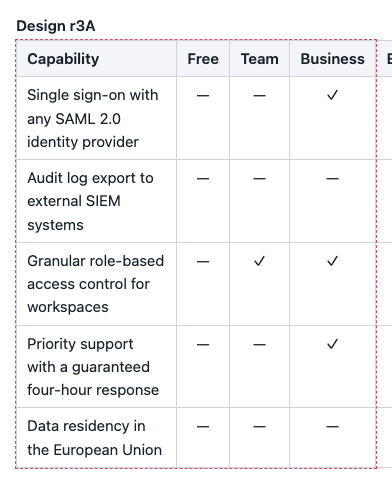 Design r3A
Capability Free Team Business E
Single sign-on with — — ✓
any SAML 2.0
identity provider
Audit log export to — — —
external SIEM
systems
Granular role-based — ✓ ✓
access control for
workspaces
Priority support — — ✓
with a guaranteed
four-hour response
Data residency in — — —
the European Union